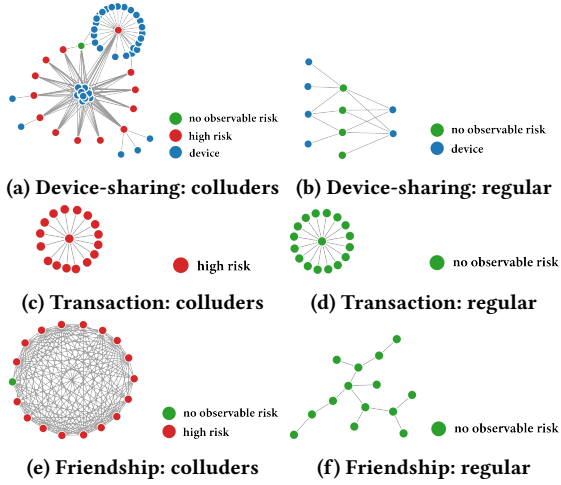 no observable risk
high risk
device
(a) Device-sharing: colluders
no observable risk
device
(b) Device-sharing: regular
high risk
(c) Transaction: colluders
no observable risk
(d) Transaction: regular
no observable risk
high risk
(e) Friendship: colluders
no observable risk
(f) Friendship: regular